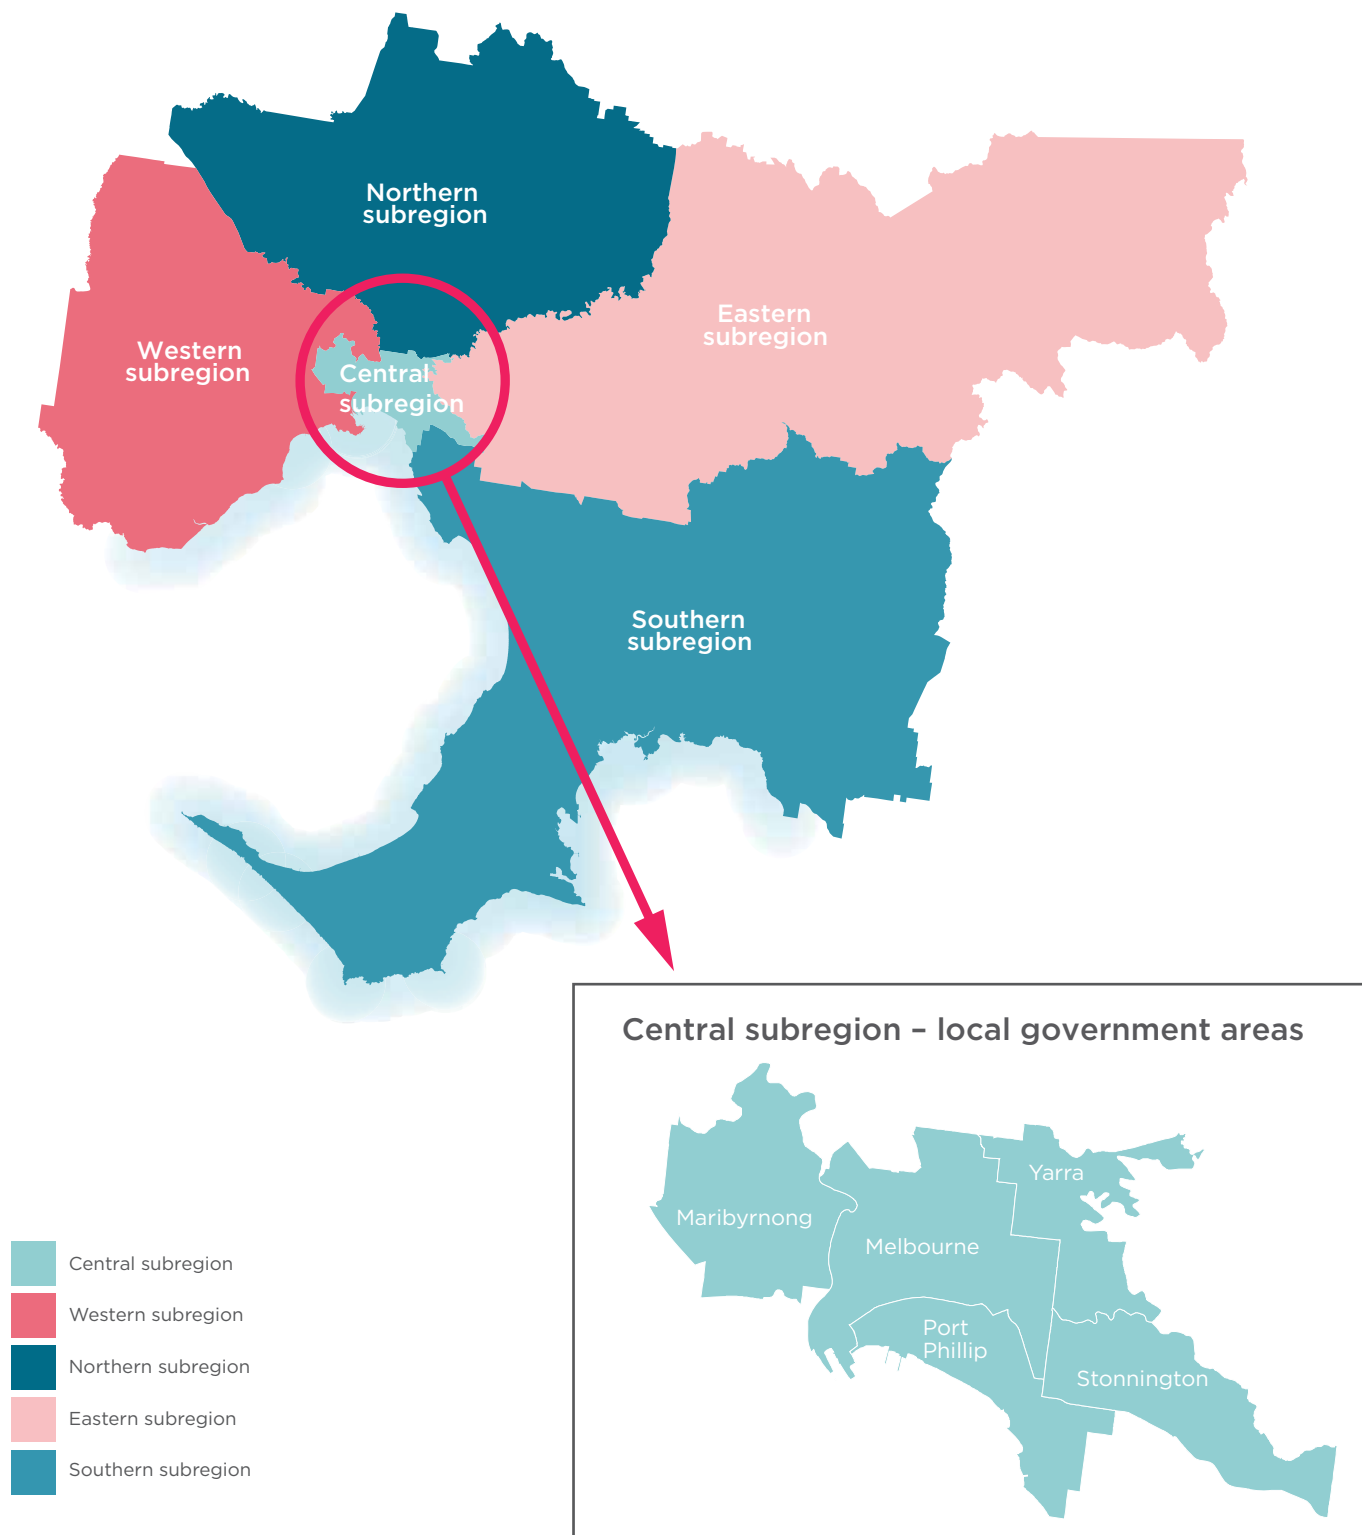 Northern
subregion
Eastern
subregion
Western
subregion
Central
subregion
Southern
subregion
Central subregion – local government areas
Yarra
Maribyrnong
Melbourne
Port
Phillip
Stonnington
Central subregion
Western subregion
Northern subregion
Eastern subregion
Southern subregion